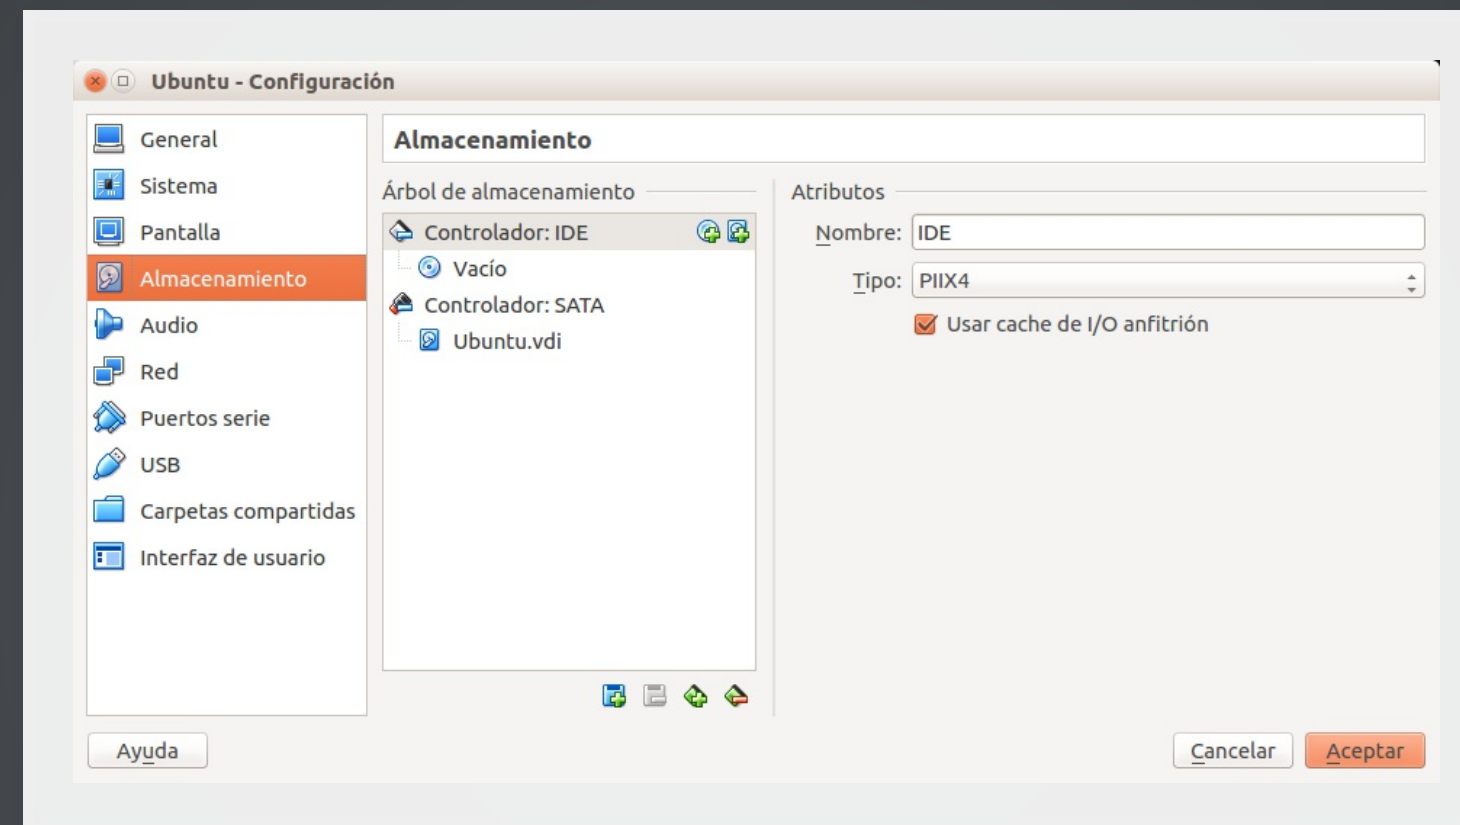 Ubuntu - Configuración
General
Sistema
Pantalla
Almacenamiento
Audio
Red
Puertos serie
USB
Carpetas compartidas
Interfaz de usuario
Almacenamiento
Árbol de almacenamiento
Controlador: IDE
Vacío
Controlador: SATA
Ubuntu.vdi
Atributos
Nombre: IDE
Tipo: PIIX4
Usar cache de I/O anfitrión
Ayuda
Cancelar
Aceptar